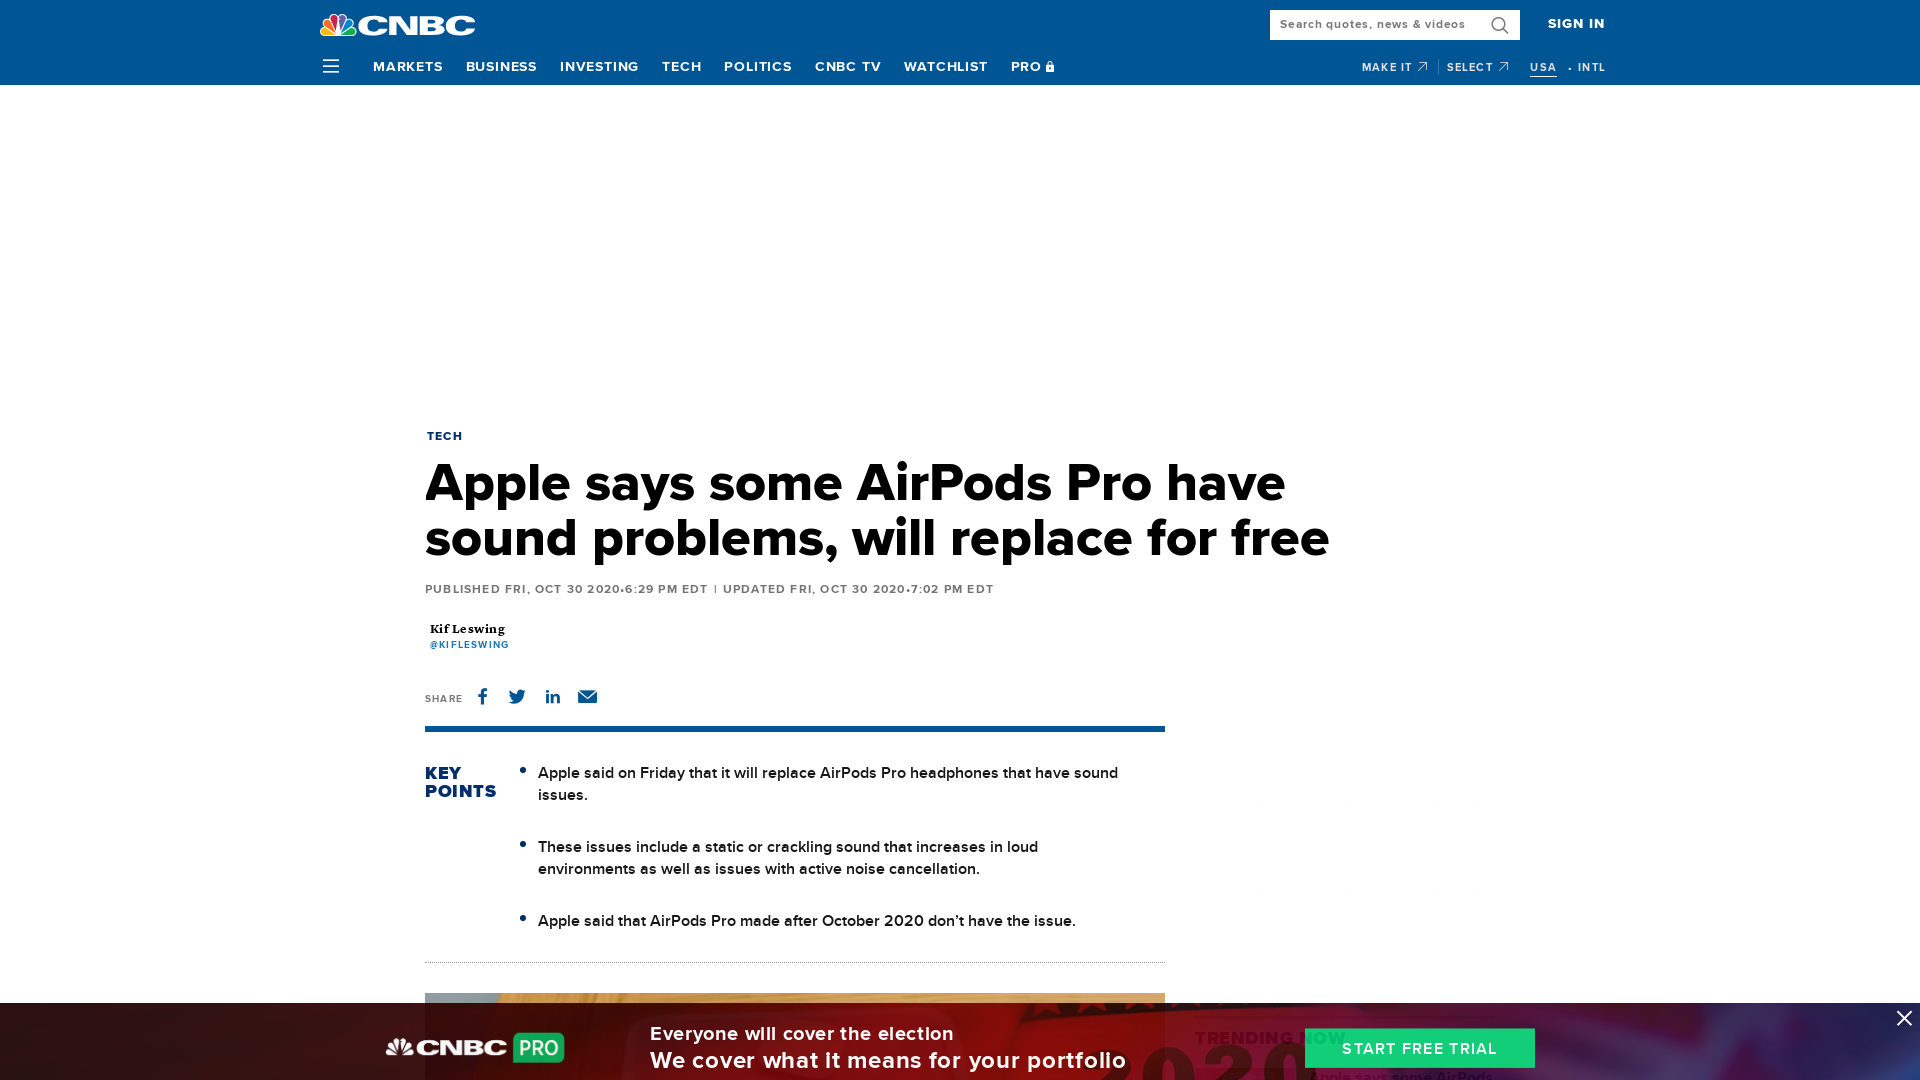 CNBC
Search quotes, news & videos
SIGN IN
MARKETS BUSINESS INVESTING TECH POLITICS CNBC TV WATCHLIST PRO
MAKE IT SELECT USA • INTL
TECH
Apple says some AirPods Pro have
sound problems, will replace for free
PUBLISHED FRI, OCT 30 2020•6:29 PM EDT | UPDATED FRI, OCT 30 2020•7:02 PM EDT
Kif Leswing
@KIFLESWING
SHARE
KEY
POINTS
• Apple said on Friday that it will replace AirPods Pro headphones that have sound
issues.
• These issues include a static or crackling sound that increases in loud
environments as well as issues with active noise cancellation.
• Apple said that AirPods Pro made after October 2020 don’t have the issue.
CNBC PRO
Everyone will cover the election
We cover what it means for your portfolio
TRENDING NOW
2020
START FREE TRIAL
Apple says some AirPods